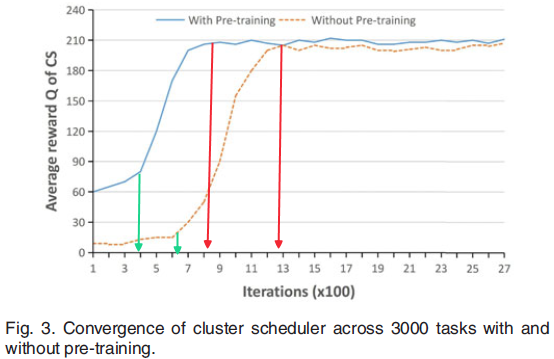 With Pre-training Without Pre-training
240
210
180
150
120
90
60
30
0
Average reward Q of CS
1 3 5 7 9 11 13 15 17 19 21 23 25 27
Iterations (x100)
Fig. 3. Convergence of cluster scheduler across 3000 tasks with and
without pre-training.